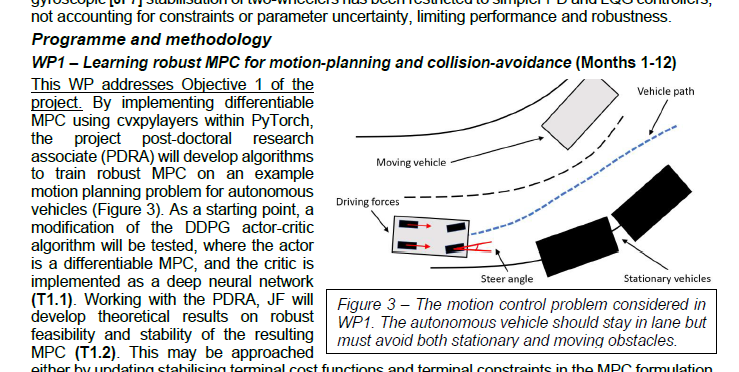 gyroscopic [JF7] stabilisation of two-wheelers has been restricted to simpler PD and LQG controllers,
not accounting for constraints or parameter uncertainty, limiting performance and robustness.
Programme and methodology
WP1 – Learning robust MPC for motion-planning and collision-avoidance (Months 1-12)
This WP addresses Objective 1 of the
project. By implementing differentiable
MPC using cvxpylayers within PyTorch,
the project post-doctoral research
associate (PDRA) will develop algorithms
to train robust MPC on an example
motion planning problem for autonomous
vehicles (Figure 3). As a starting point, a
modification of the DDPG actor-critic
algorithm will be tested, where the actor
is a differentiable MPC, and the critic is
implemented as a deep neural network
(T1.1). Working with the PDRA, JF will
develop theoretical results on robust
feasibility and stability of the resulting
MPC (T1.2). This may be approached
either by updating stabilising terminal cost functions and terminal constraints in the MPC formulation
Vehicle path
Moving vehicle
Driving forces
Steer angle
Stationary vehicles
Figure 3 – The motion control problem considered in
WP1. The autonomous vehicle should stay in lane but
must avoid both stationary and moving obstacles.